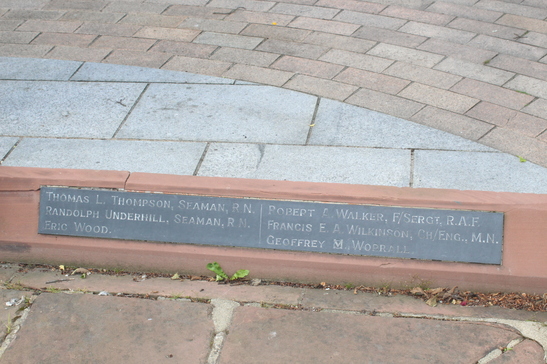 Thomas L. Thompson, Seaman, R.N.
Randolph Underhill, Seaman, R.N.
Eric Wood.
Robert Walker, F/Sergt, R.A.F.
Francis E. A. Wilkinson, Ch/Eng., M.N.
Geoffrey M. Worrall.